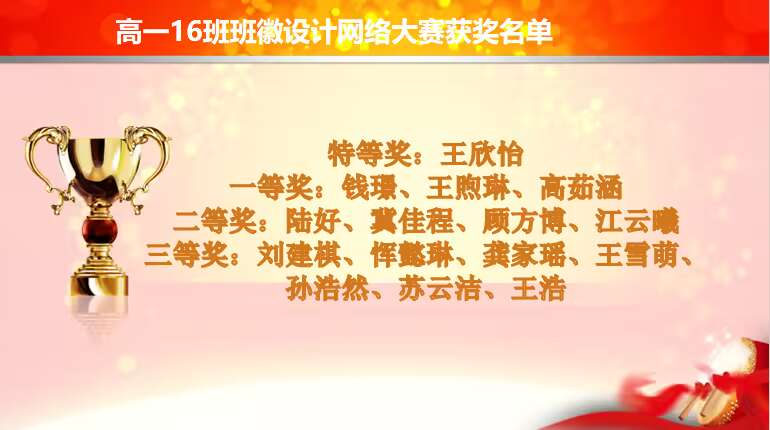 高一16班班徽设计网络大赛获奖名单
特等奖：王欣怡
一等奖：钱璟、王煦琳、高茹涵
二等奖：陆好、冀佳程、顾方博、江云曦
三等奖：刘建棋、恽懿琳、龚家瑶、王雪萌、
孙浩然、苏云洁、王浩